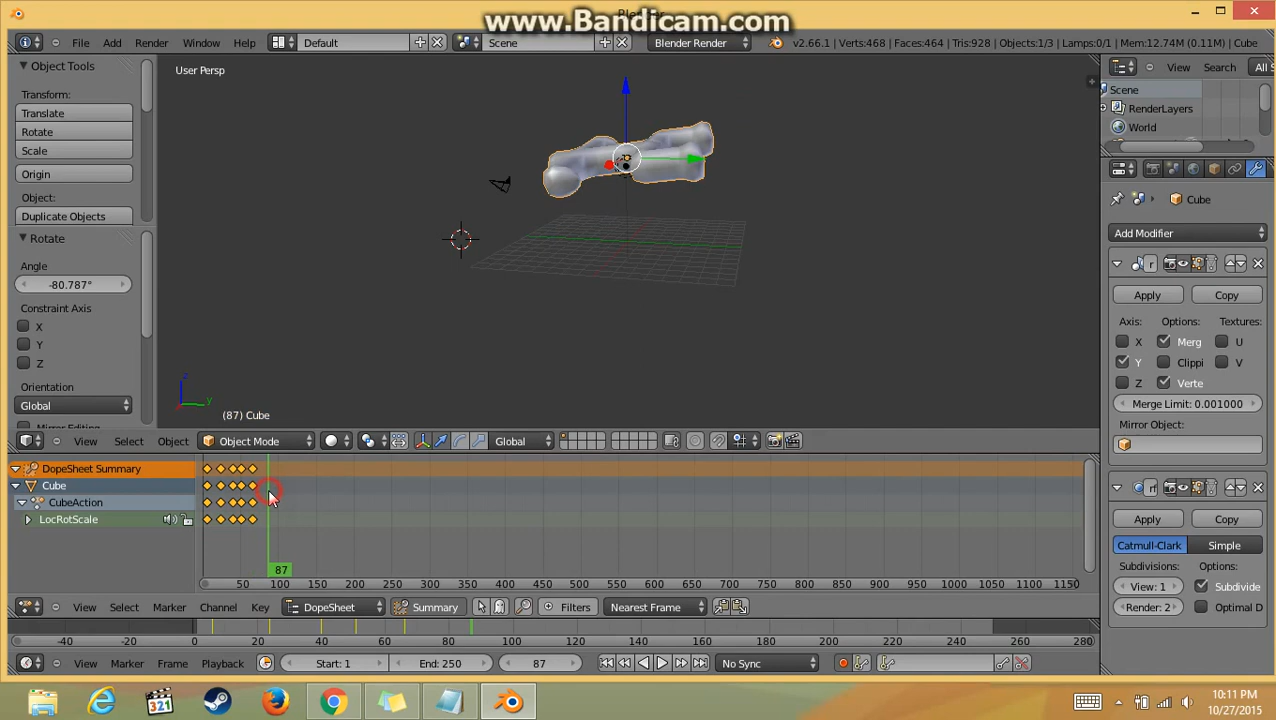 www.Bandicam.com
File Add Render Window Help Default Scene Blender Render v2.66.1 | Verts:468 | Faces:464 | Tris:928 | Objects:1/3 | Lamps:0/1 | Mem:12.74M (0.11M) | Cube
Object Tools
Transform:
Translate
Rotate
Scale
Origin
Object:
Duplicate Objects
Rotate
Angle
-80.787°
Constraint Axis
X
Y
Z
Orientation
Global
User Persp
(87) Cube
View Select Object Object Mode Global
View Search All S
Scene
RenderLayers
World
Cube
Add Modifier
Apply Copy
Axis: Options: Textures:
X Merg U
Y Clippi V
Z Verte
Merge Limit: 0.001000
Mirror Object:
Apply Copy
Catmull-Clark Simple
Subdivisions: Options:
View: 1 Subdivide
Render: 2 Optimal D
DopeSheet Summary
Cube
CubeAction
LocRotScale
87
50 100 150 200 250 300 350 400 450 500 550 600 650 700 750 800 850 900 950 1000 1050 1100 1150
View Select Marker Channel Key DopeSheet Summary Filters Nearest Frame
-40 -20 0 20 40 60 80 100 120 140 160 180 200 220 240 260 280
View Marker Frame Playback Start: 1 End: 250 87 No Sync
321
10:11 PM
10/27/2015